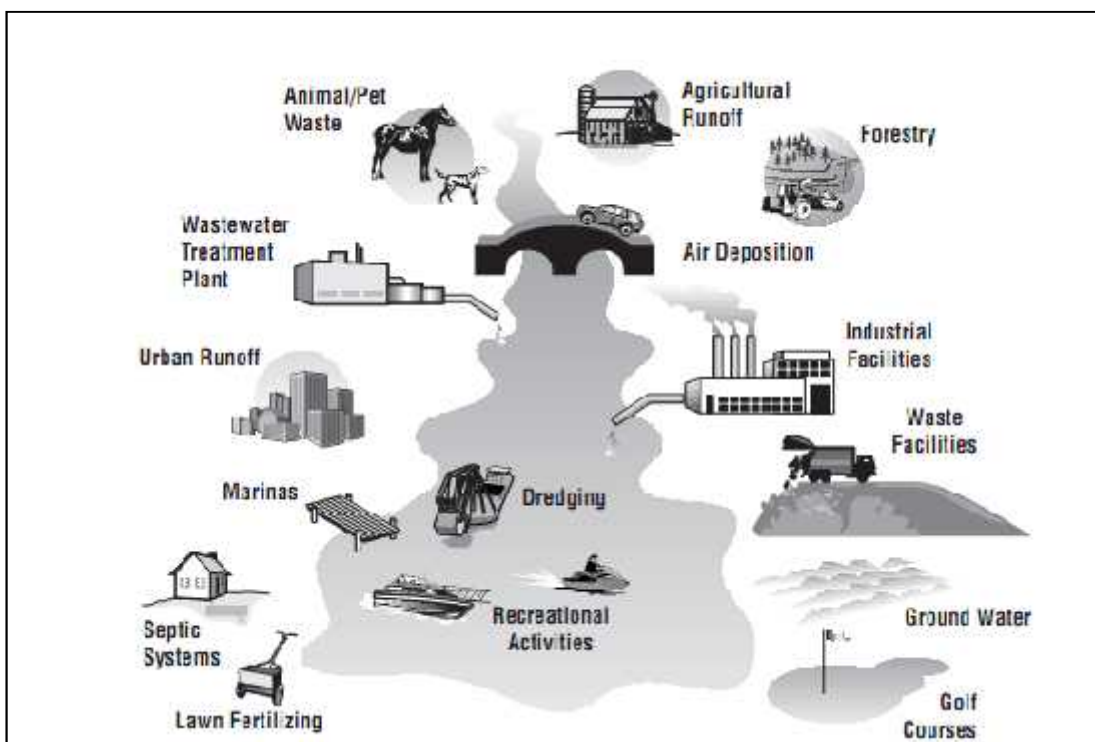 Animal/Pet
Waste
Agricultural
Runoff
Forestry
Wastewater
Treatment
Plant
Air Deposition
Industrial
Facilities
Urban Runoff
Waste
Facilities
Marinas
Dredging
Septic
Systems
Recreational
Activities
Ground Water
Lawn Fertilizing
Golf
Courses